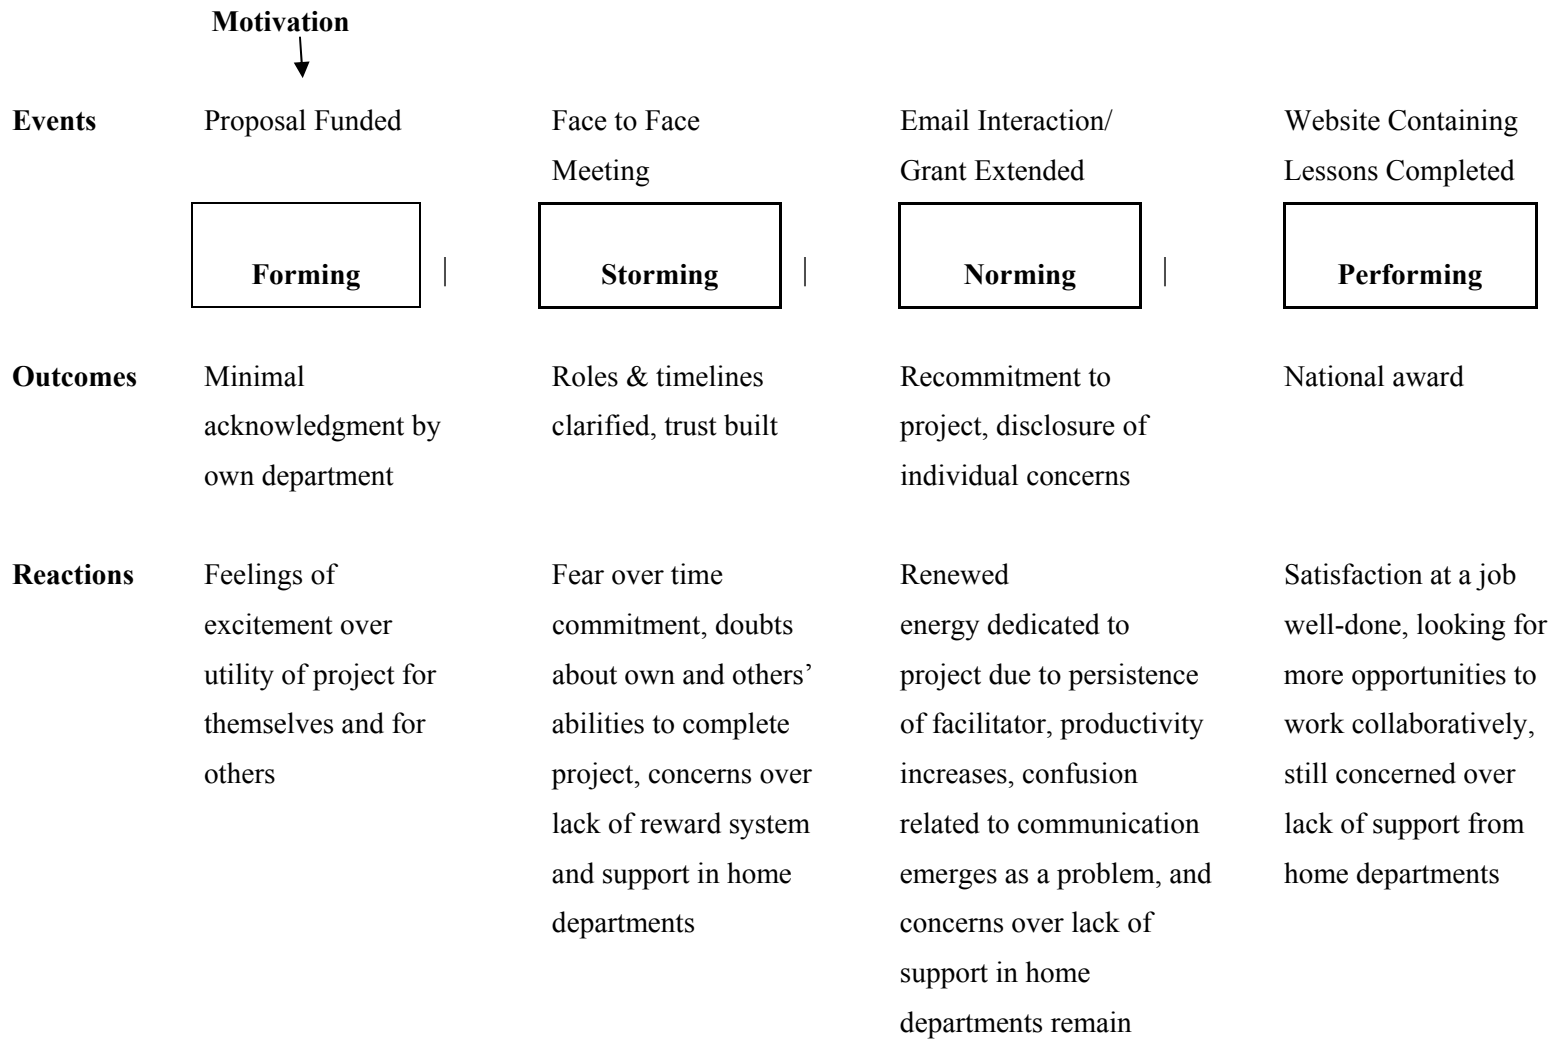 Motivation
Events
Proposal Funded
Face to Face
Meeting
Email Interaction/
Grant Extended
Website Containing
Lessons Completed
Forming
|
Storming
|
Norming
|
Performing
Outcomes
Minimal
acknowledgment by
own department
Roles & timelines
clarified, trust built
Recommitment to
project, disclosure of
individual concerns
National award
Reactions
Feelings of
excitement over
utility of project for
themselves and for
others
Fear over time
commitment, doubts
about own and others’
abilities to complete
project, concerns over
lack of reward system
and support in home
departments
Renewed
energy dedicated to
project due to persistence
of facilitator, productivity
increases, confusion
related to communication
emerges as a problem, and
concerns over lack of
support in home
departments remain
Satisfaction at a job
well-done, looking for
more opportunities to
work collaboratively,
still concerned over
lack of support from
home departments